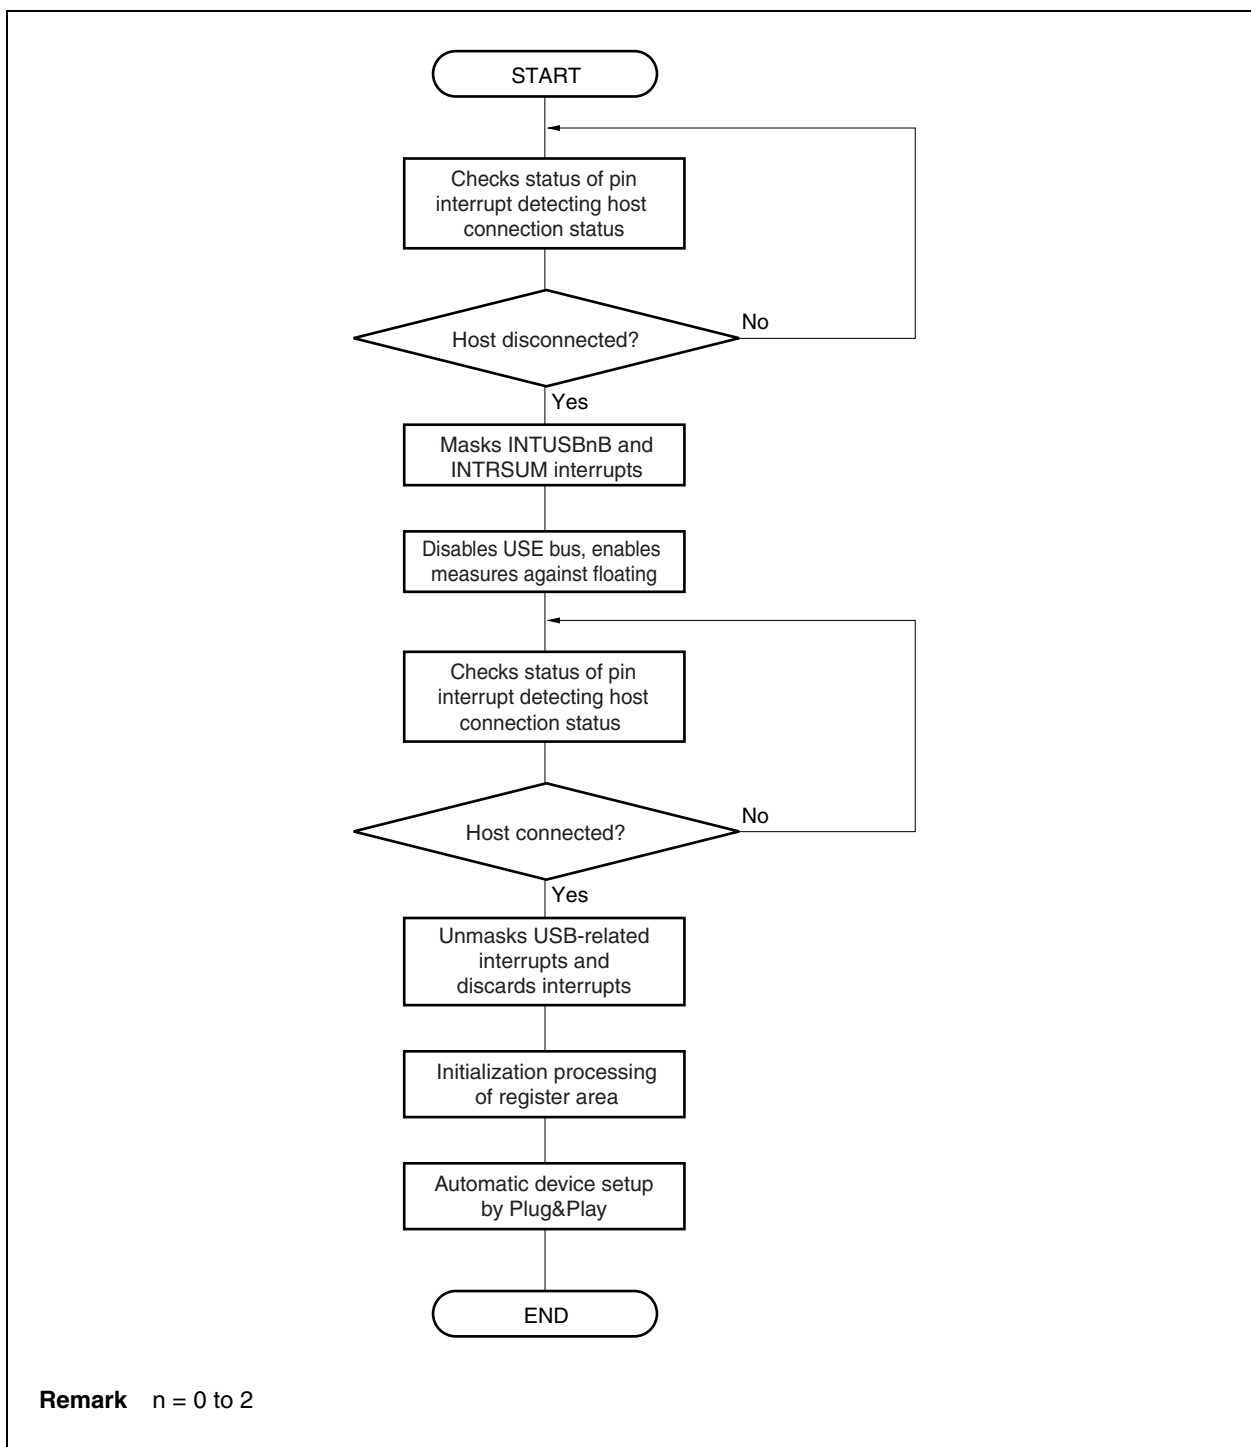 START
Checks status of pin
interrupt detecting host
connection status
Host disconnected?
No
Yes
Masks INTUSBnB and
INTRSUM interrupts
Disables USE bus, enables
measures against floating
Checks status of pin
interrupt detecting host
connection status
Host connected?
No
Yes
Unmasks USB-related
interrupts and
discards interrupts
Initialization processing
of register area
Automatic device setup
by Plug&Play
END
Remark n = 0 to 2